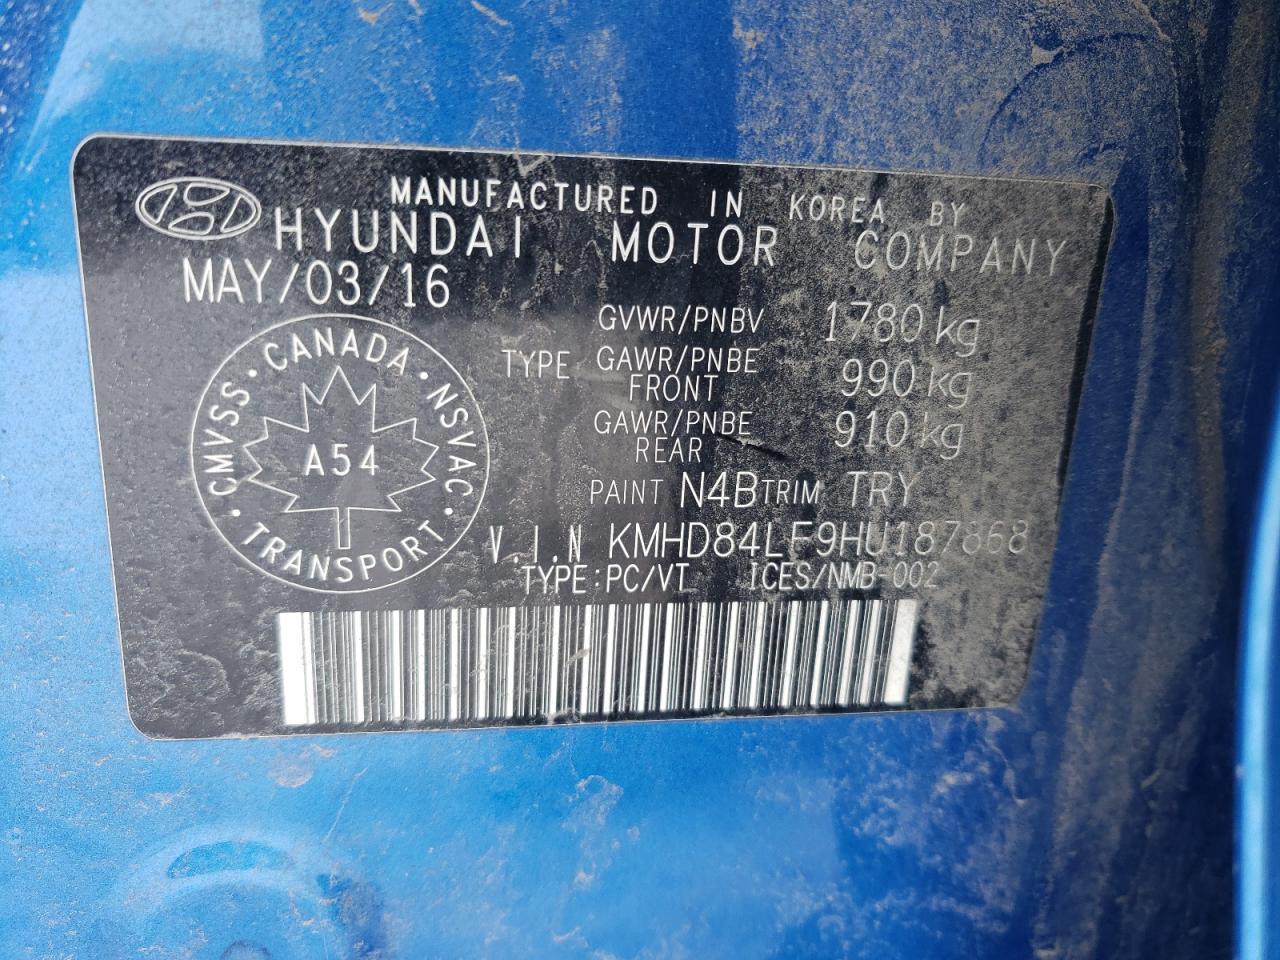 MANUFACTURED IN KOREA BY
HYUNDAI MOTOR COMPANY
MAY/03/16
GVWR/PNBV 1780 kg
TYPE GAWR/PNBE FRONT 990 kg
GAWR/PNBE REAR 910 kg
PAINT N4B TRIM TRY
V.I.N KMHD84LF9HU187868
TYPE:PC/VT ICES/NMB-002
CMVSS · CANADA · NSVAC · TRANSPORT ·
A54